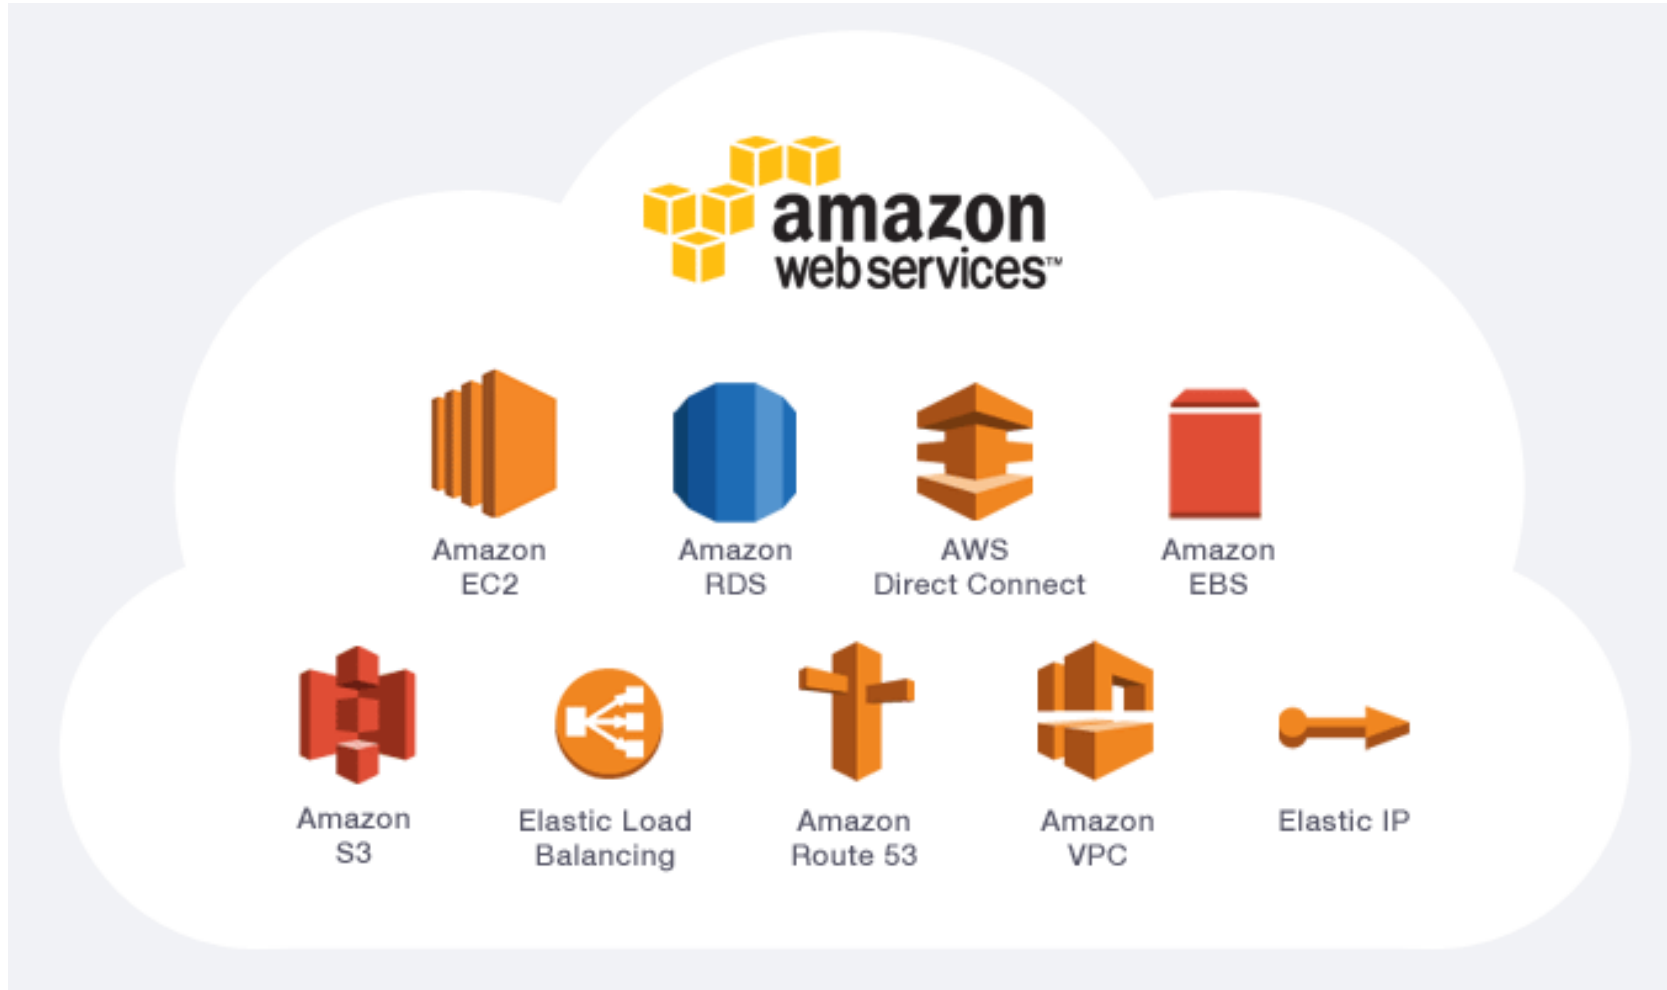 amazon
web services™
Amazon
EC2
Amazon
RDS
AWS
Direct Connect
Amazon
EBS
Amazon
S3
Elastic Load
Balancing
Amazon
Route 53
Amazon
VPC
Elastic IP